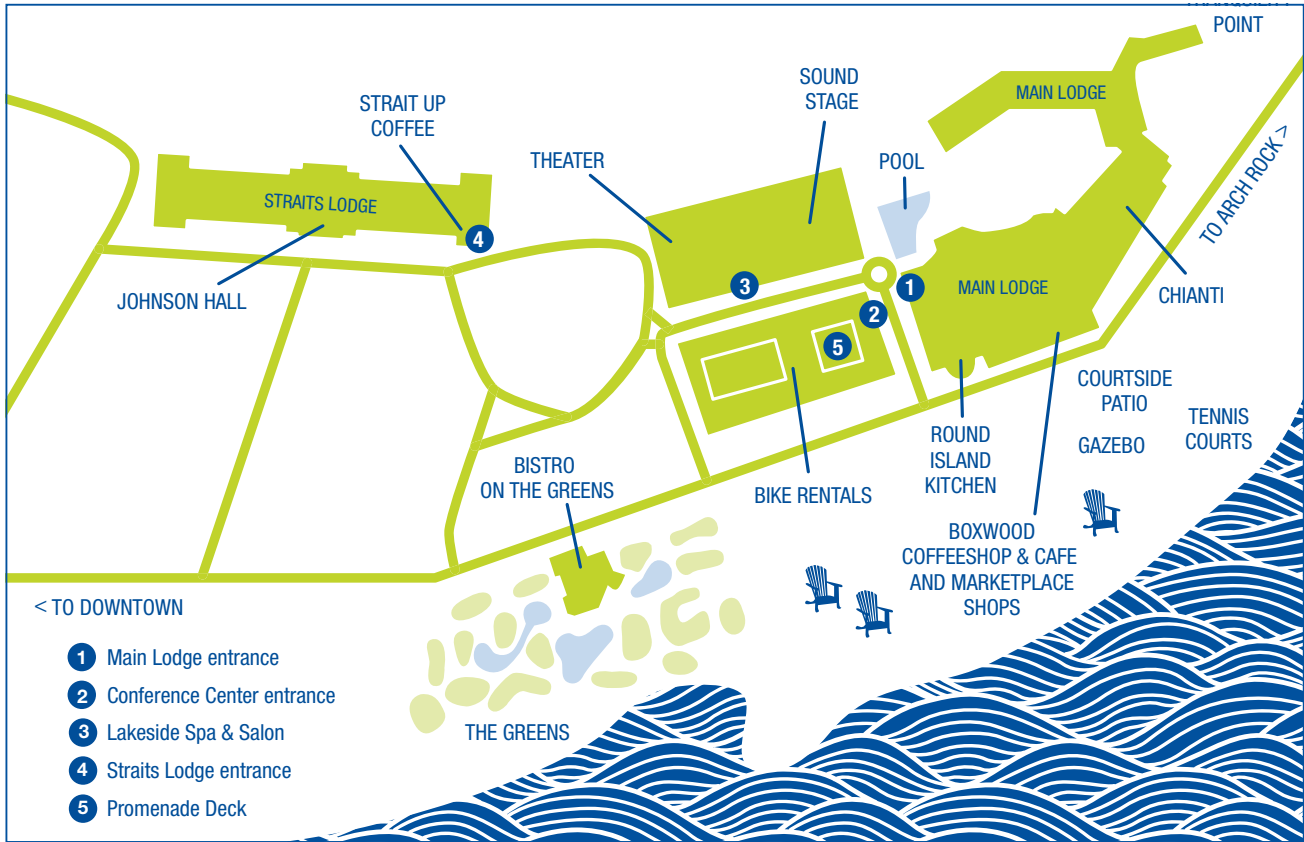 POINT
MAIN LODGE
SOUND
STAGE
STRAIT UP
COFFEE
THEATER
POOL
TO ARCH ROCK >
STRAITS LODGE
4
JOHNSON HALL
3
1
MAIN LODGE
CHIANTI
2
5
COURTSIDE
PATIO
TENNIS
COURTS
GAZEBO
ROUND
ISLAND
KITCHEN
BISTRO
ON THE GREENS
BIKE RENTALS
BOXWOOD
COFFEESHOP & CAFE
AND MARKETPLACE
SHOPS
< TO DOWNTOWN
1 Main Lodge entrance
2 Conference Center entrance
3 Lakeside Spa & Salon
4 Straits Lodge entrance
5 Promenade Deck
THE GREENS